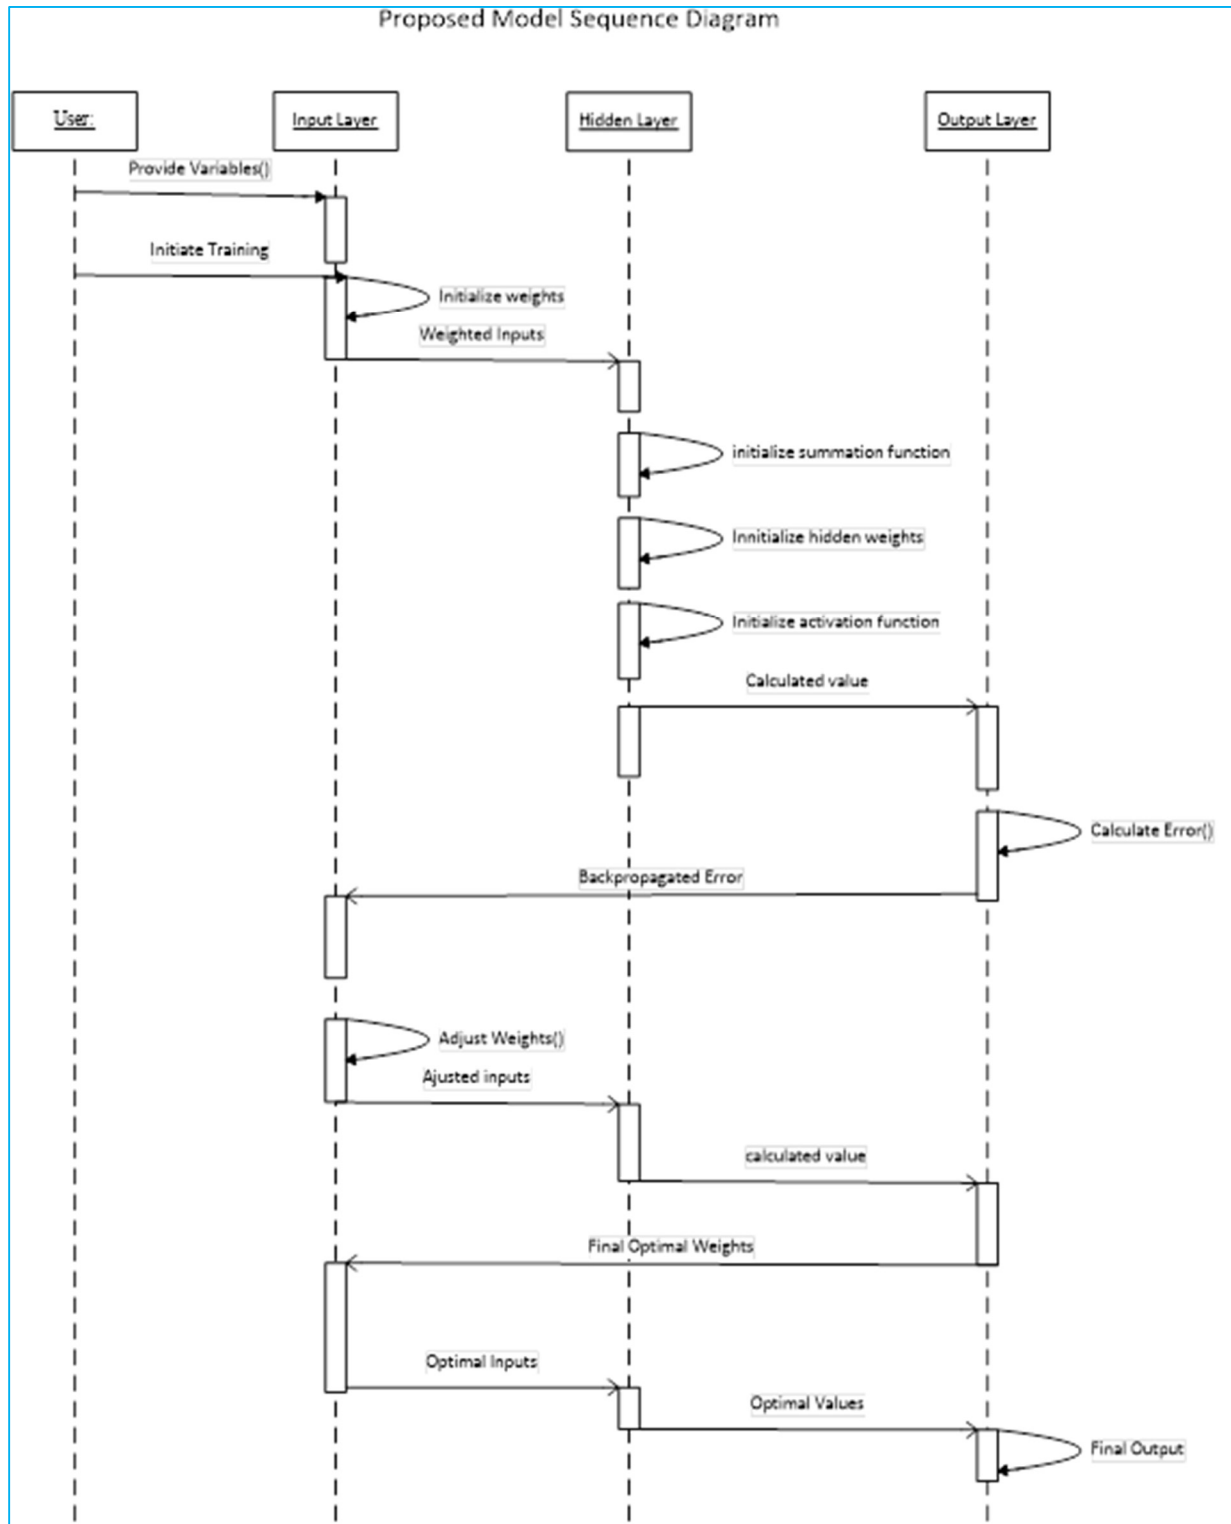 Proposed Model Sequence Diagram
User:
Input Layer
Hidden Layer
Output Layer
Provide Variables()
Initiate Training
Initialize weights
Weighted Inputs
initialize summation function
Innitialize hidden weights
Initialize activation function
Calculated value
Calculate Error()
Backpropagated Error
Adjust Weights()
Ajusted inputs
calculated value
Final Optimal Weights
Optimal Inputs
Optimal Values
Final Output